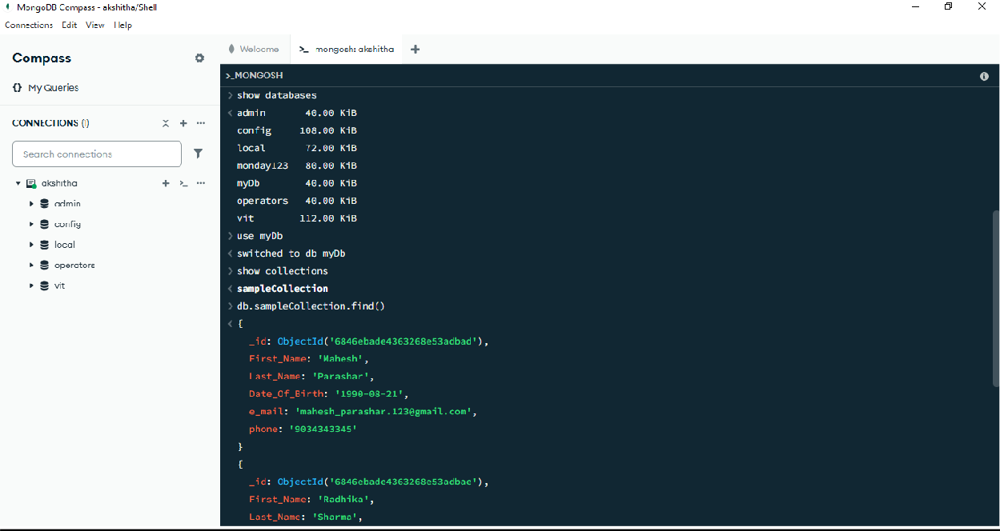 MongoDB Compass - akshitha/Shell
Connections Edit View Help
Compass
My Queries
CONNECTIONS (1)
Search connections
akshitha
admin
config
local
operators
vit
Welcome
>_ mongosh: akshitha
>_MONGOSH
> show databases
< admin 40.00 KiB
config 108.00 KiB
local 72.00 KiB
monday123 80.00 KiB
myDb 40.00 KiB
operators 40.00 KiB
vit 112.00 KiB
> use myDb
< switched to db myDb
> show collections
< sampleCollection
> db.sampleCollection.find()
< {
_id: ObjectId('6846ebade4363268e53adbad'),
First_Name: 'Mahesh',
Last_Name: 'Parashar',
Date_Of_Birth: '1990-08-21',
e_mail: 'mahesh_parashar.123@gmail.com',
phone: '9034343345'
}
{
_id: ObjectId('6846ebade4363268e53adbae'),
First_Name: 'Radhika',
Last_Name: 'Sharma',